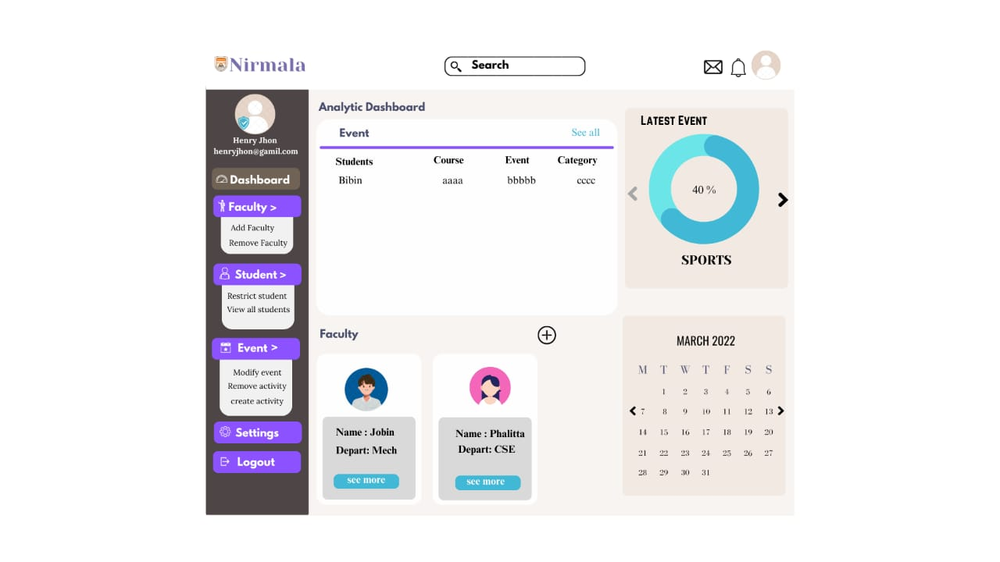 Nirmala
Search
Henry Jhon
henryjhon@gamil.com
Dashboard
Faculty >
Add Faculty
Remove Faculty
Student >
Restrict student
View all students
Event >
Modify event
Remove activity
create activity
Settings
Logout
Analytic Dashboard
Event See all
Students Course Event Category
Bibin aaaa bbbbb cccc
Faculty
Name : Jobin
Depart: Mech
see more
Name : Phalitta
Depart: CSE
see more
LATEST EVENT
40 %
SPORTS
MARCH 2022
M T W T F S S
1 2 3 4 5 6
7 8 9 10 11 12 13
14 15 16 17 18 19 20
21 22 23 24 25 26 27
28 29 30 31